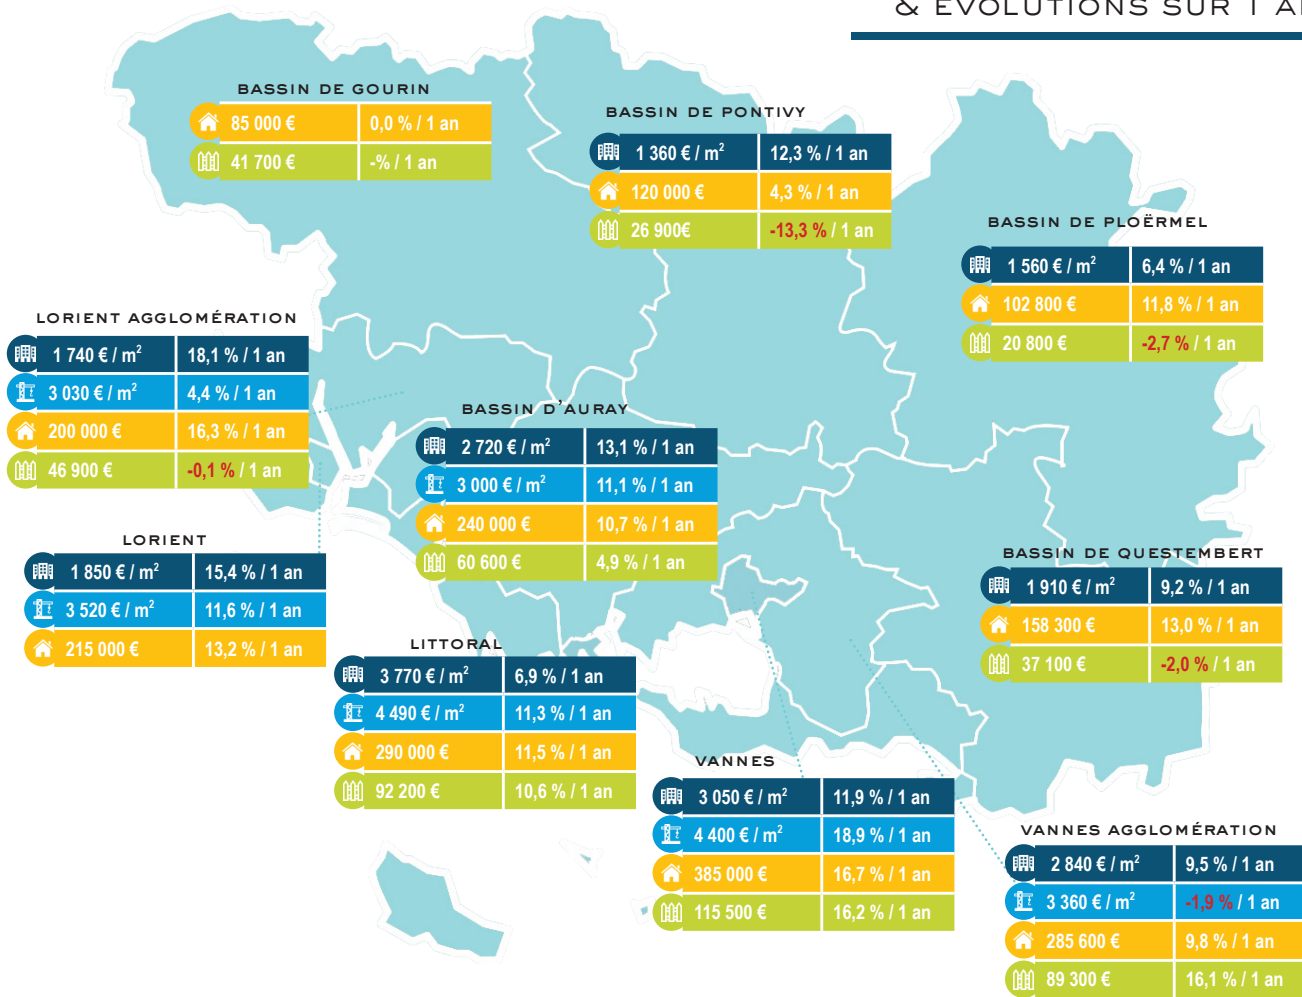 & ÉVOLUTIONS SUR 1
BASSIN DE GOURIN
85 000 € 0,0 % / 1 an
41 700 € -% / 1 an
BASSIN DE PONTIVY
1 360 € / m² 12,3 % / 1 an
120 000 € 4,3 % / 1 an
26 900€ -13,3 % / 1 an
BASSIN DE PLOËRMEL
1 560 € / m² 6,4 % / 1 an
102 800 € 11,8 % / 1 an
20 800 € -2,7 % / 1 an
LORIENT AGGLOMÉRATION
1 740 € / m² 18,1 % / 1 an
3 030 € / m² 4,4 % / 1 an
200 000 € 16,3 % / 1 an
46 900 € -0,1 % / 1 an
BASSIN D'AURAY
2 720 € / m² 13,1 % / 1 an
3 000 € / m² 11,1 % / 1 an
240 000 € 10,7 % / 1 an
60 600 € 4,9 % / 1 an
LORIENT
1 850 € / m² 15,4 % / 1 an
3 520 € / m² 11,6 % / 1 an
215 000 € 13,2 % / 1 an
BASSIN DE QUESTEMBERT
1 910 € / m² 9,2 % / 1 an
158 300 € 13,0 % / 1 an
37 100 € -2,0 % / 1 an
LITTORAL
3 770 € / m² 6,9 % / 1 an
4 490 € / m² 11,3 % / 1 an
290 000 € 11,5 % / 1 an
92 200 € 10,6 % / 1 an
VANNES
3 050 € / m² 11,9 % / 1 an
4 400 € / m² 18,9 % / 1 an
385 000 € 16,7 % / 1 an
115 500 € 16,2 % / 1 an
VANNES AGGLOMÉRATION
2 840 € / m² 9,5 % / 1 an
3 360 € / m² -1,9 % / 1 an
285 600 € 9,8 % / 1 an
89 300 € 16,1 % / 1 an